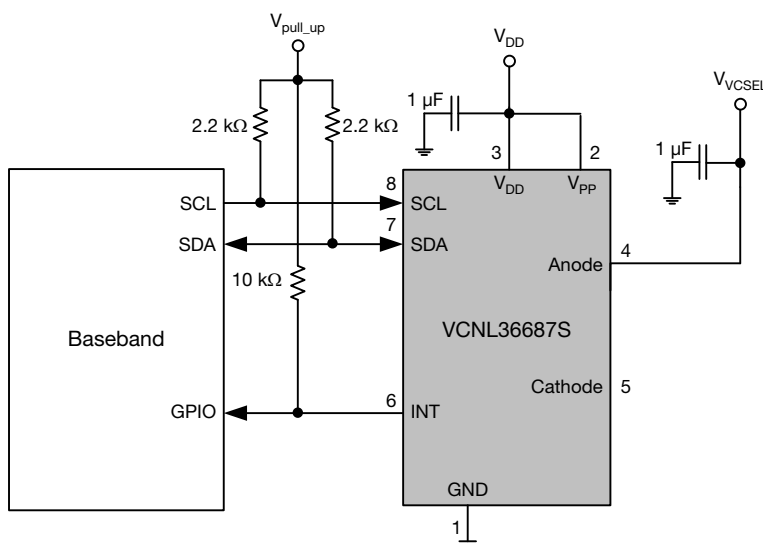 V_pull_up
V_DD
V_VCSEL
1 µF
2.2 kΩ 2.2 kΩ
1 µF
3 2
V_DD V_PP
SCL 8 SCL
SDA 7 SDA
4
Anode
10 kΩ
Baseband
VCNL36687S
Cathode 5
GPIO 6 INT
GND
1